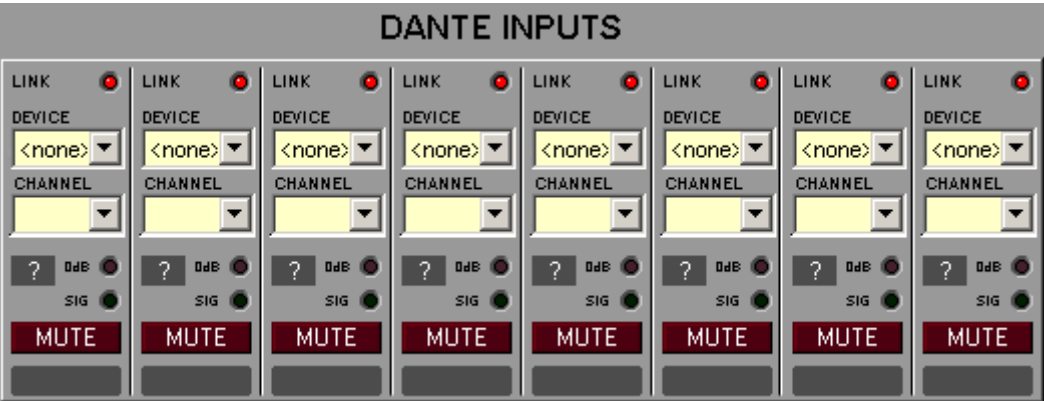 DANTE INPUTS
LINK LINK LINK LINK LINK LINK LINK LINK
DEVICE DEVICE DEVICE DEVICE DEVICE DEVICE DEVICE DEVICE
<none> <none> <none> <none> <none> <none> <none> <none>
CHANNEL CHANNEL CHANNEL CHANNEL CHANNEL CHANNEL CHANNEL CHANNEL
? 0dB ? 0dB ? 0dB ? 0dB ? 0dB ? 0dB ? 0dB ? 0dB
SIG SIG SIG SIG SIG SIG SIG SIG
MUTE MUTE MUTE MUTE MUTE MUTE MUTE MUTE